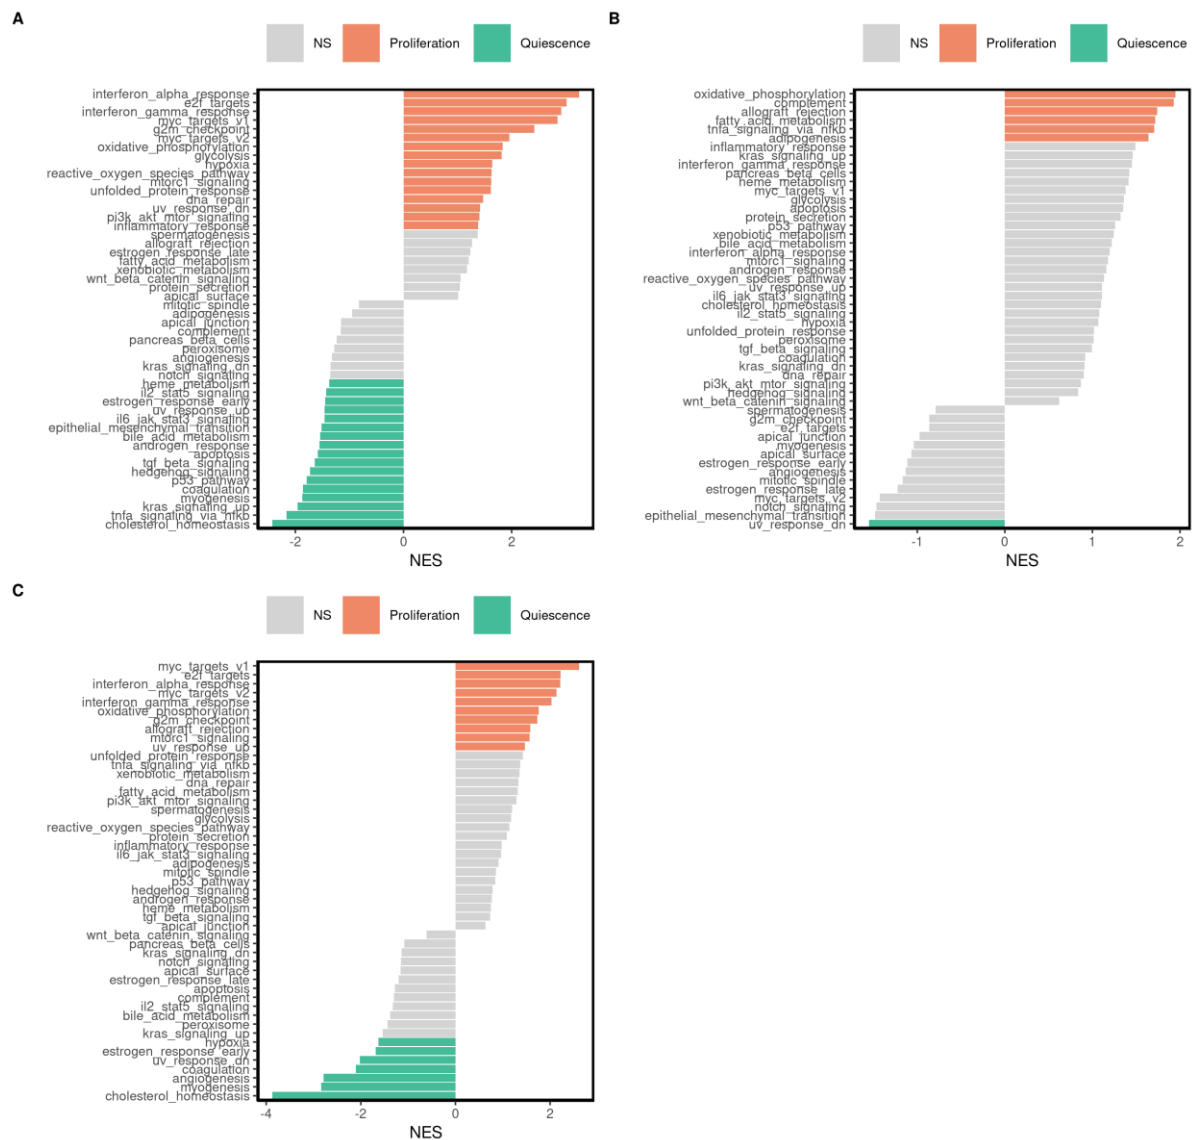 A
NS Proliferation Quiescence
interferon_alpha_response
e2f_targets
interferon_gamma_response
myc_targets_v1
g2m_checkpoint
myc_targets_v2
oxidative_phosphorylation
glycolysis
hypoxia
reactive_oxygen_species_pathway
mtorc1_signaling
unfolded_protein_response
dna_repair
uv_response_dn
pi3k_akt_mtor_signaling
inflammatory_response
spermatogenesis
allograft_rejection
estrogen_response_late
fatty_acid_metabolism
xenobiotic_metabolism
wnt_beta_catenin_signaling
protein_secretion
apical_surface
mitotic_spindle
adipogenesis
apical_junction
complement
pancreas_beta_cells
peroxisome
angiogenesis
kras_signaling_dn
notch_signaling
heme_metabolism
il2_stat5_signaling
estrogen_response_early
uv_response_up
il6_jak_stat3_signaling
epithelial_mesenchymal_transition
bile_acid_metabolism
androgen_response
apoptosis
tgf_beta_signaling
hedgehog_signaling
p53_pathway
coagulation
myogenesis
kras_signaling_up
tnfa_signaling_via_nfkb
cholesterol_homeostasis
-2 0 2
NES
B
NS Proliferation Quiescence
oxidative_phosphorylation
complement
allograft_rejection
fatty_acid_metabolism
tnfa_signaling_via_nfkb
adipogenesis
inflammatory_response
kras_signaling_up
interferon_gamma_response
pancreas_beta_cells
heme_metabolism
myc_targets_v1
glycolysis
apoptosis
protein_secretion
p53_pathway
xenobiotic_metabolism
bile_acid_metabolism
interferon_alpha_response
mtorc1_signaling
androgen_response
reactive_oxygen_species_pathway
uv_response_up
il6_jak_stat3_signaling
cholesterol_homeostasis
il2_stat5_signaling
hypoxia
unfolded_protein_response
peroxisome
tgf_beta_signaling
coagulation
kras_signaling_dn
dna_repair
pi3k_akt_mtor_signaling
hedgehog_signaling
wnt_beta_catenin_signaling
spermatogenesis
g2m_checkpoint
e2f_targets
apical_junction
myogenesis
apical_surface
estrogen_response_early
angiogenesis
mitotic_spindle
estrogen_response_late
myc_targets_v2
notch_signaling
epithelial_mesenchymal_transition
uv_response_dn
-1 0 1 2
NES
C
NS Proliferation Quiescence
myc_targets_v1
e2f_targets
interferon_alpha_response
myc_targets_v2
interferon_gamma_response
oxidative_phosphorylation
g2m_checkpoint
allograft_rejection
mtorc1_signaling
uv_response_up
unfolded_protein_response
tnfa_signaling_via_nfkb
xenobiotic_metabolism
dna_repair
fatty_acid_metabolism
pi3k_akt_mtor_signaling
spermatogenesis
glycolysis
reactive_oxygen_species_pathway
protein_secretion
inflammatory_response
il6_jak_stat3_signaling
adipogenesis
mitotic_spindle
p53_pathway
hedgehog_signaling
androgen_response
heme_metabolism
tgf_beta_signaling
apical_junction
wnt_beta_catenin_signaling
pancreas_beta_cells
kras_signaling_dn
notch_signaling
apical_surface
estrogen_response_late
apoptosis
complement
il2_stat5_signaling
bile_acid_metabolism
peroxisome
kras_signaling_up
hypoxia
estrogen_response_early
uv_response_dn
coagulation
angiogenesis
myogenesis
cholesterol_homeostasis
-4 -2 0 2
NES